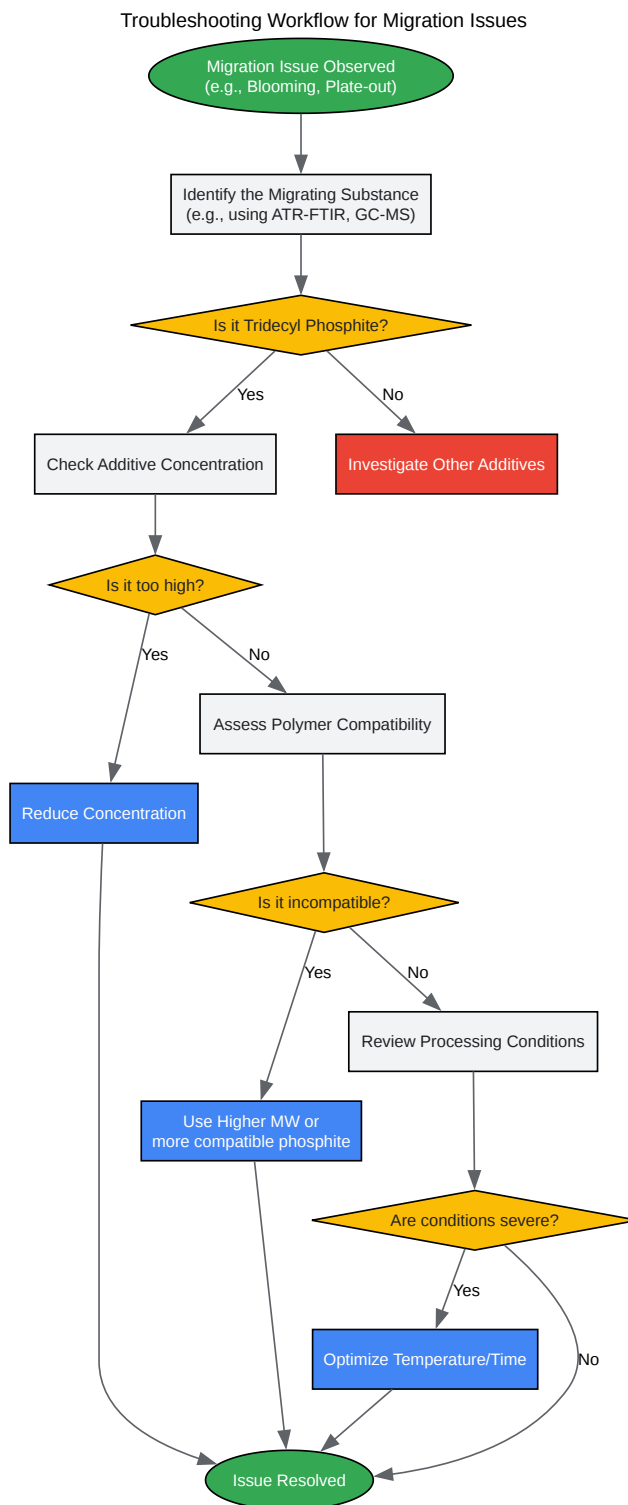 Troubleshooting Workflow for Migration Issues
Migration Issue Observed
(e.g., Blooming, Plate-out)
Identify the Migrating Substance
(e.g., using ATR-FTIR, GC-MS)
Is it Tridecyl Phosphite?
Yes
No
Check Additive Concentration
Investigate Other Additives
Is it too high?
Yes
No
Assess Polymer Compatibility
Reduce Concentration
Is it incompatible?
Yes
No
Review Processing Conditions
Use Higher MW or
more compatible phosphite
Are conditions severe?
Yes
Optimize Temperature/Time
No
Issue Resolved